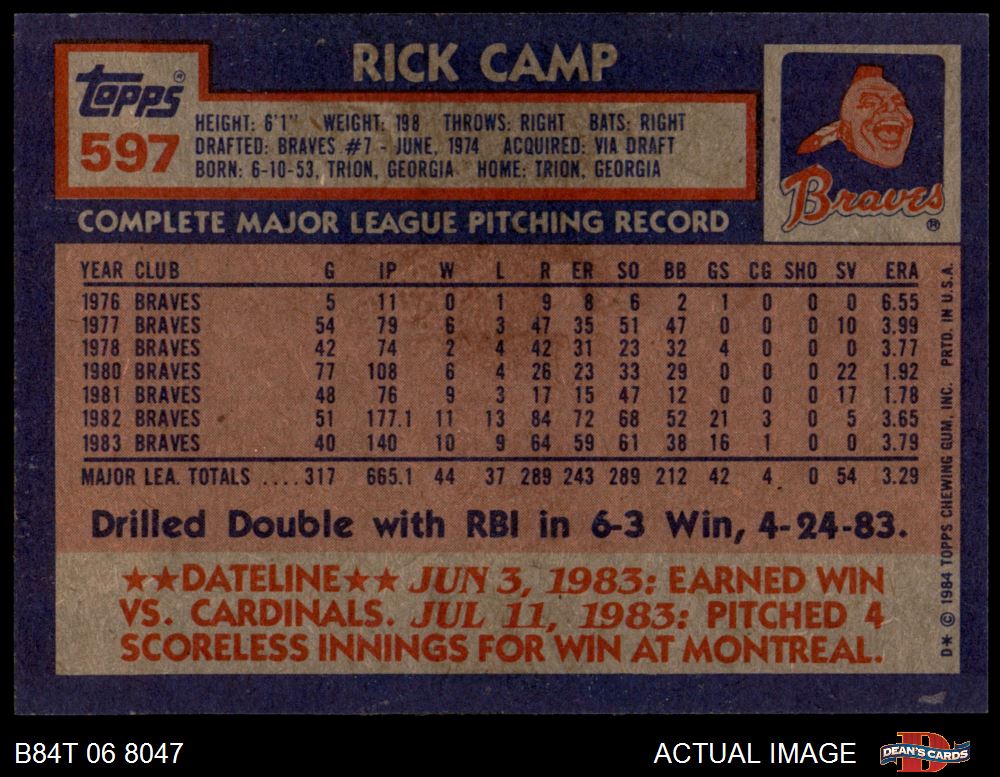 RICK CAMP
Topps®
597
HEIGHT: 6'1" WEIGHT: 198 THROWS: RIGHT BATS: RIGHT
DRAFTED: BRAVES #7 - JUNE, 1974 ACQUIRED: VIA DRAFT
BORN: 6-10-53, TRION, GEORGIA HOME: TRION, GEORGIA
Braves®
COMPLETE MAJOR LEAGUE PITCHING RECORD
YEAR CLUB G IP W L R ER SO BB GS CG SHO SV ERA
1976 BRAVES 5 11 0 1 9 8 6 2 1 0 0 0 6.55
1977 BRAVES 54 79 6 3 47 35 51 47 0 0 0 10 3.99
1978 BRAVES 42 74 2 4 42 31 23 32 4 0 0 0 3.77
1980 BRAVES 77 108 6 4 26 23 33 29 0 0 0 22 1.92
1981 BRAVES 48 76 9 3 17 15 47 12 0 0 0 17 1.78
1982 BRAVES 51 177.1 11 13 84 72 68 52 21 3 0 5 3.65
1983 BRAVES 40 140 10 9 64 59 61 38 16 1 0 0 3.79
MAJOR LEA. TOTALS ....317 665.1 44 37 289 243 289 212 42 4 0 54 3.29
Drilled Double with RBI in 6-3 Win, 4-24-83.
★★DATELINE★★ JUN 3, 1983: EARNED WIN
VS. CARDINALS. JUL 11, 1983: PITCHED 4
SCORELESS INNINGS FOR WIN AT MONTREAL.
D* © 1984 TOPPS CHEWING GUM, INC. PRTD. IN U.S.A.
B84T 06 8047
ACTUAL IMAGE
DEAN'S CARDS